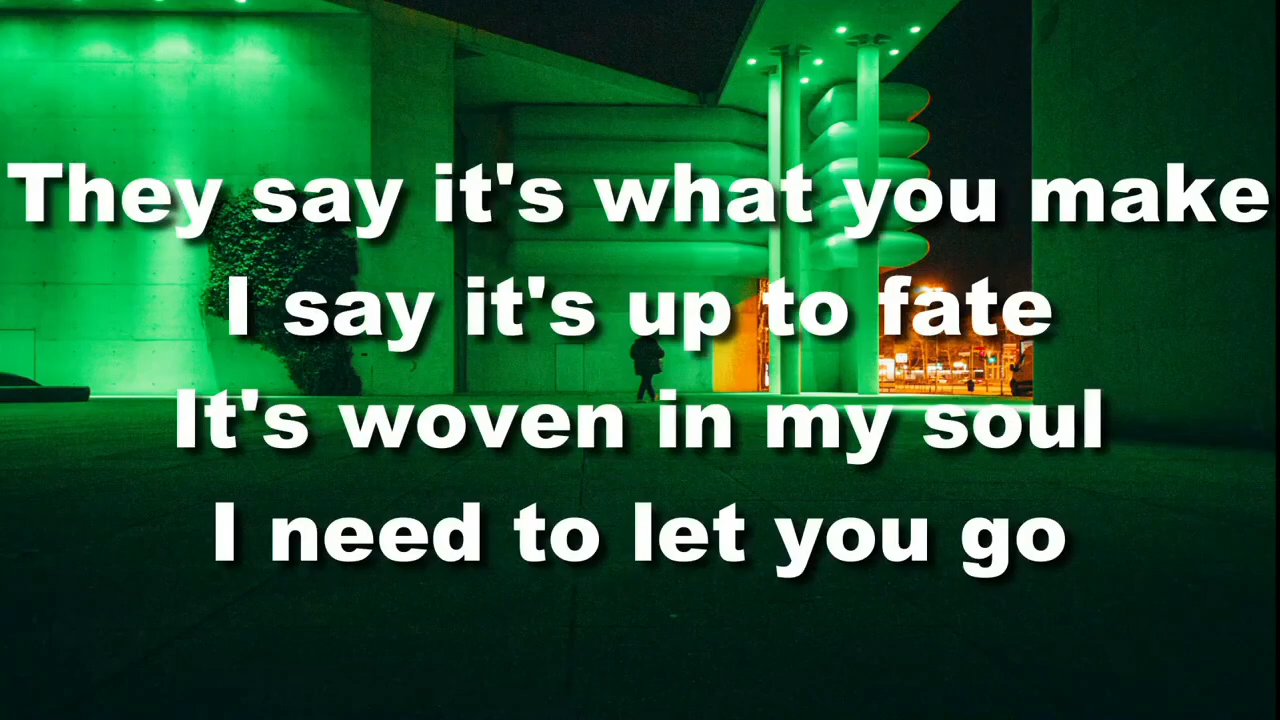 They say it's what you make
I say it's up to fate
It's woven in my soul
I need to let you go